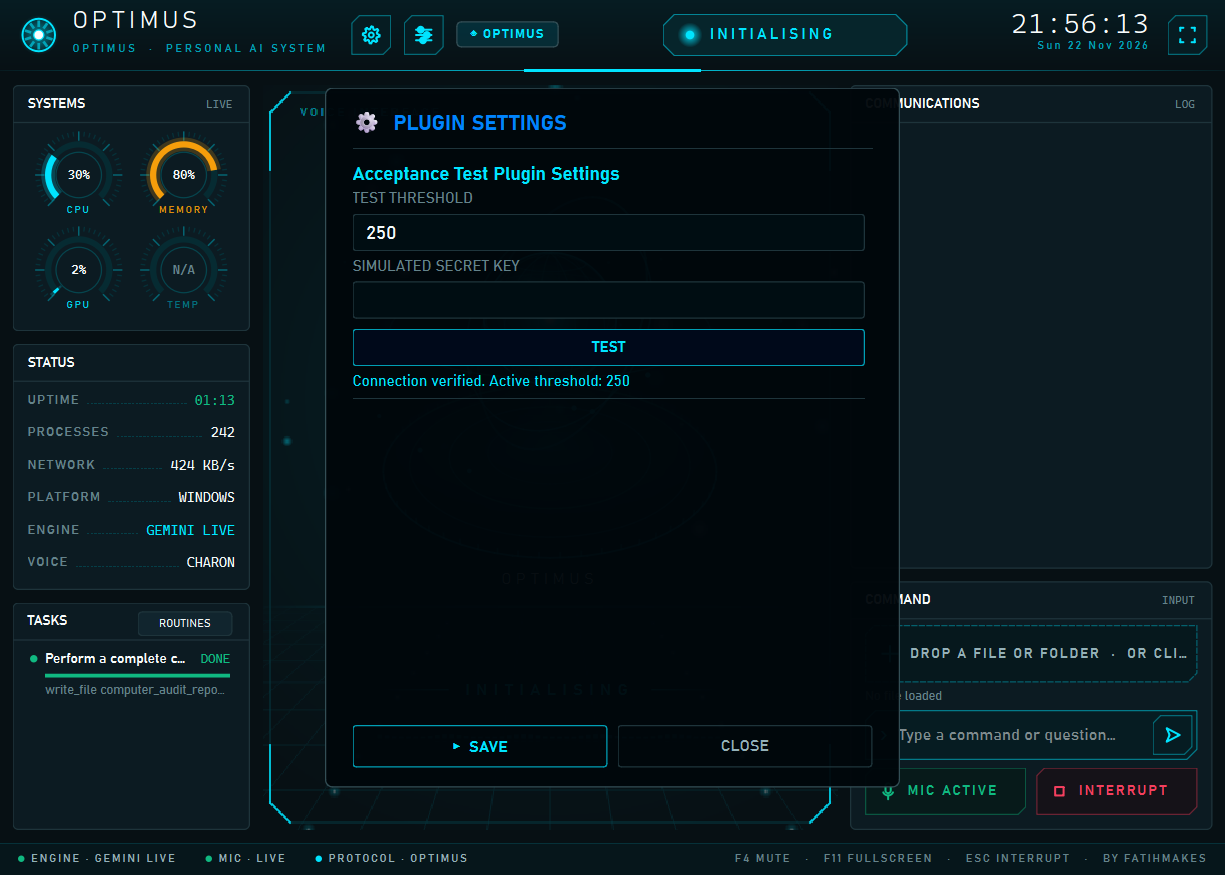 OPTIMUS
OPTIMUS · PERSONAL AI SYSTEM
OPTIMUS
INITIALISING
21:56:13
Sun 22 Nov 2026
SYSTEMS
LIVE
30%
CPU
80%
MEMORY
2%
GPU
N/A
TEMP
STATUS
UPTIME 01:13
PROCESSES 242
NETWORK 424 KB/s
PLATFORM WINDOWS
ENGINE GEMINI LIVE
VOICE CHARON
TASKS
ROUTINES
Perform a complete c... DONE
write_file computer_audit_repo...
VOI
PLUGIN SETTINGS
Acceptance Test Plugin Settings
TEST THRESHOLD
250
SIMULATED SECRET KEY
TEST
Connection verified. Active threshold: 250
OPTIMUS
INITIALISING
SAVE
CLOSE
COMMUNICATIONS
LOG
COMMAND
INPUT
DROP A FILE OR FOLDER · OR CLI...
loaded
Type a command or question...
MIC ACTIVE
INTERRUPT
ENGINE · GEMINI LIVE
MIC · LIVE
PROTOCOL · OPTIMUS
F4 MUTE · F11 FULLSCREEN · ESC INTERRUPT · BY FATIHMAKES